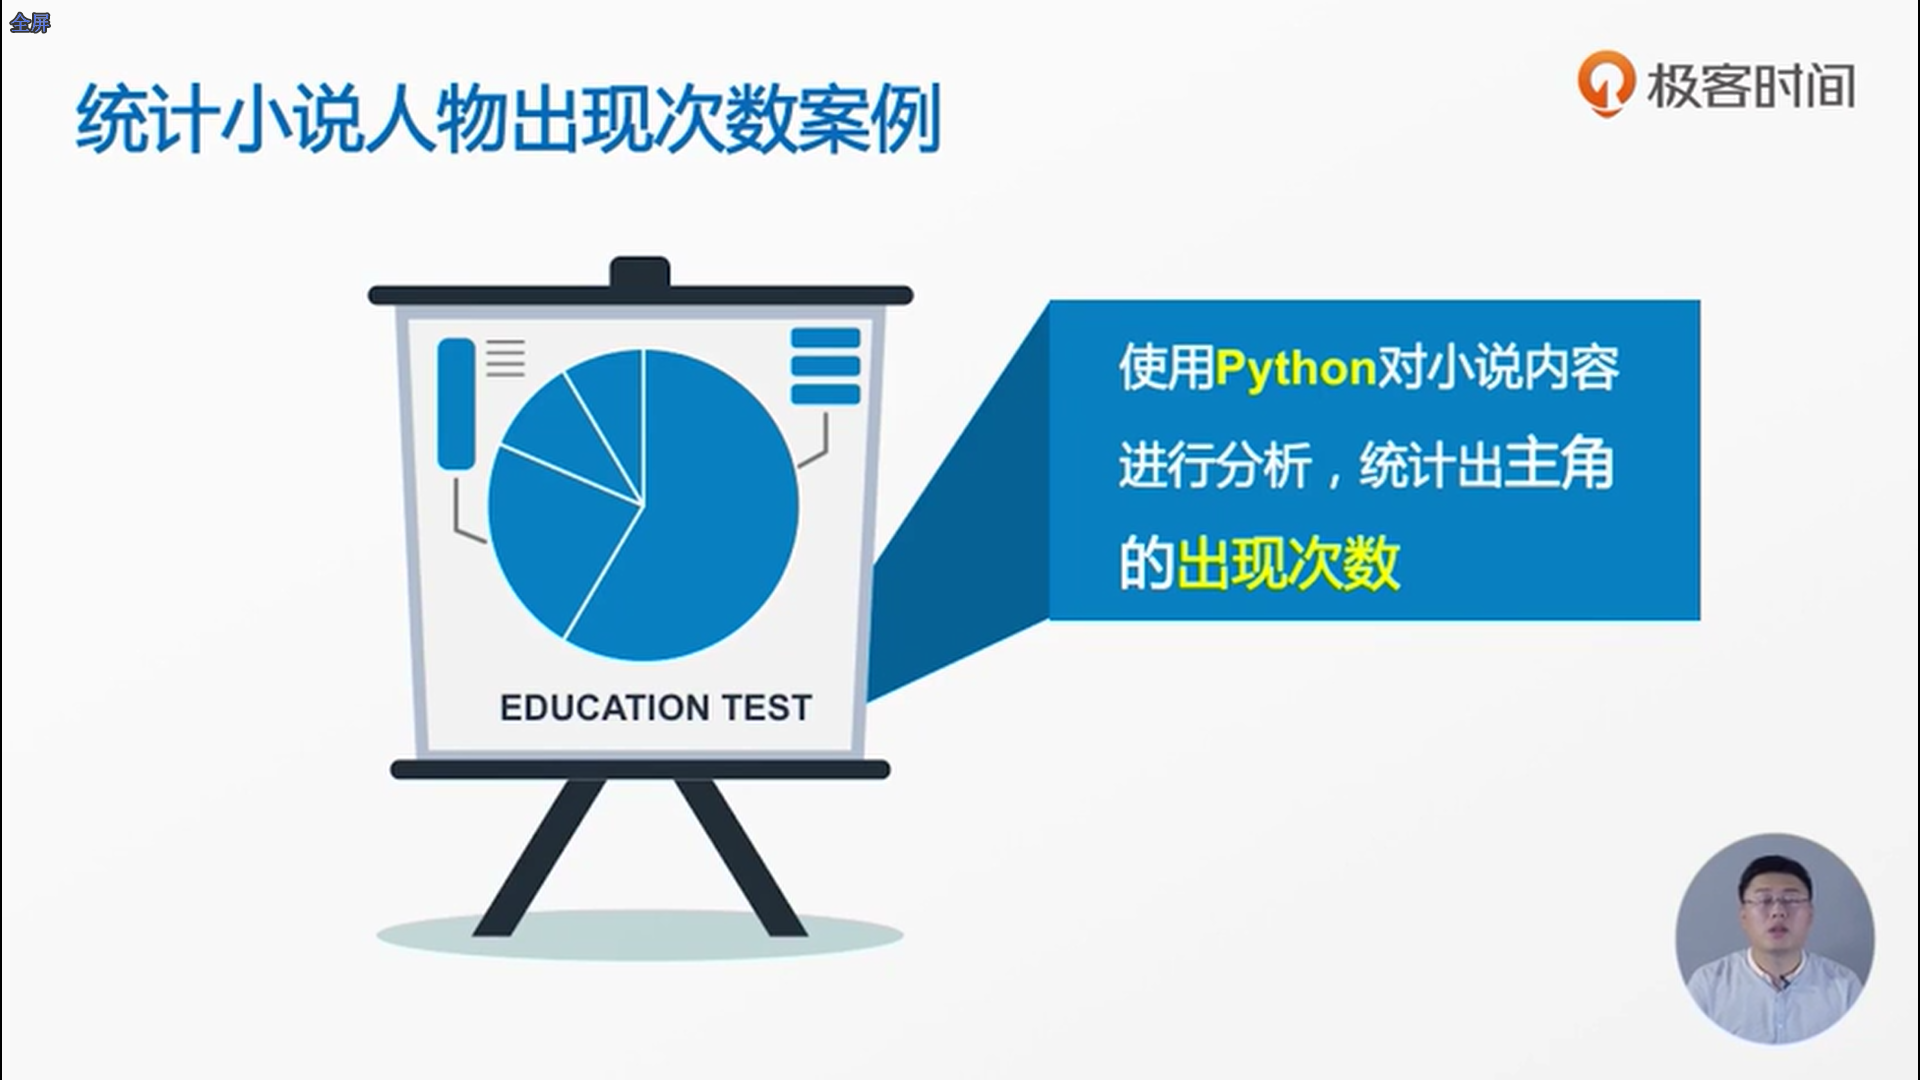 全屏
统计小说人物出现次数案例
极客时间
使用Python对小说内容
进行分析，统计出主角
的出现次数
EDUCATION TEST